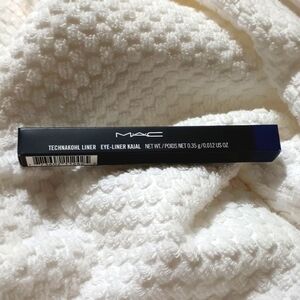 MAC
TECHNAKOHL LINER EYE-LINER KAJAL NET WT./POIDS NET 0.35 g/0.012 US OZ